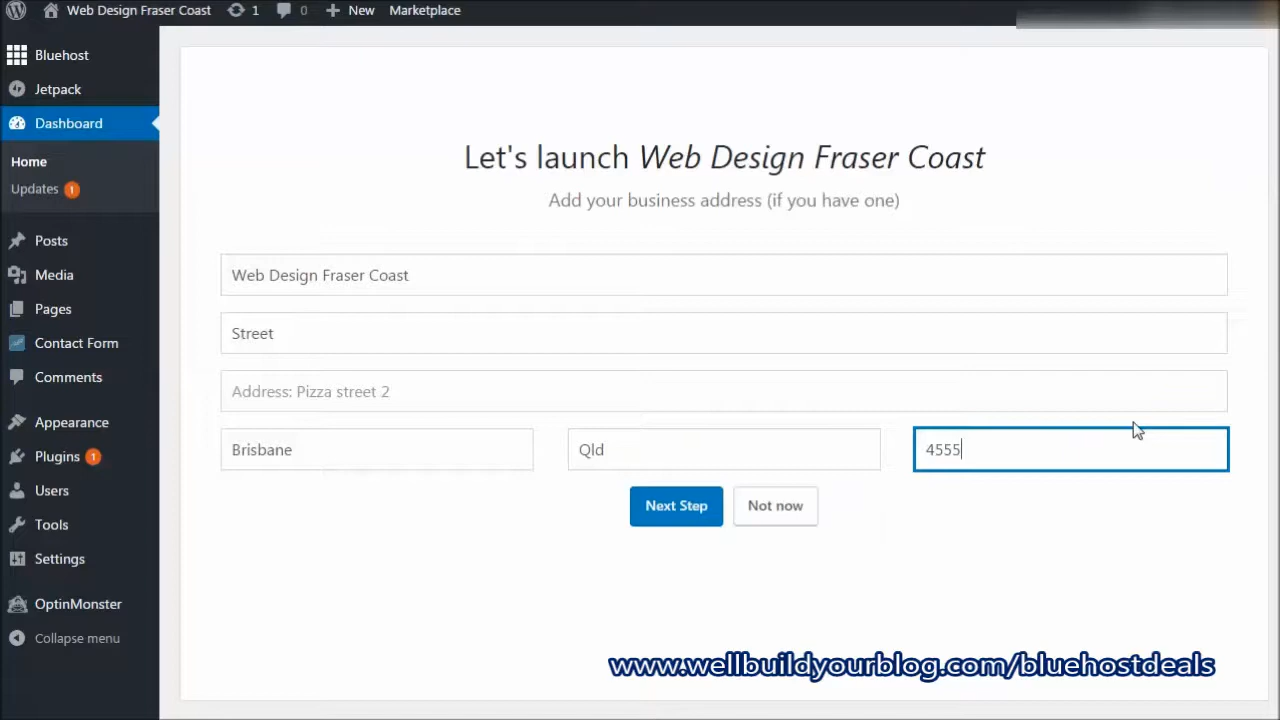 Web Design Fraser Coast 1 0 New Marketplace
Bluehost
Jetpack
Dashboard
Home
Updates 1
Posts
Media
Pages
Contact Form
Comments
Appearance
Plugins 1
Users
Tools
Settings
OptinMonster
Collapse menu
Let's launch Web Design Fraser Coast
Add your business address (if you have one)
Web Design Fraser Coast
Street
Address: Pizza street 2
Brisbane Qld 4555
Next Step Not now
www.wellbuildyourblog.com/bluehostdeals